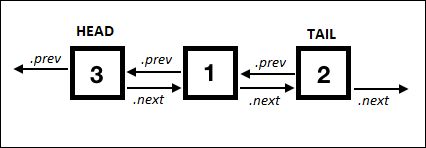 HEAD
TAIL
.prev
.prev
.prev
3
1
2
.next
.next
.next